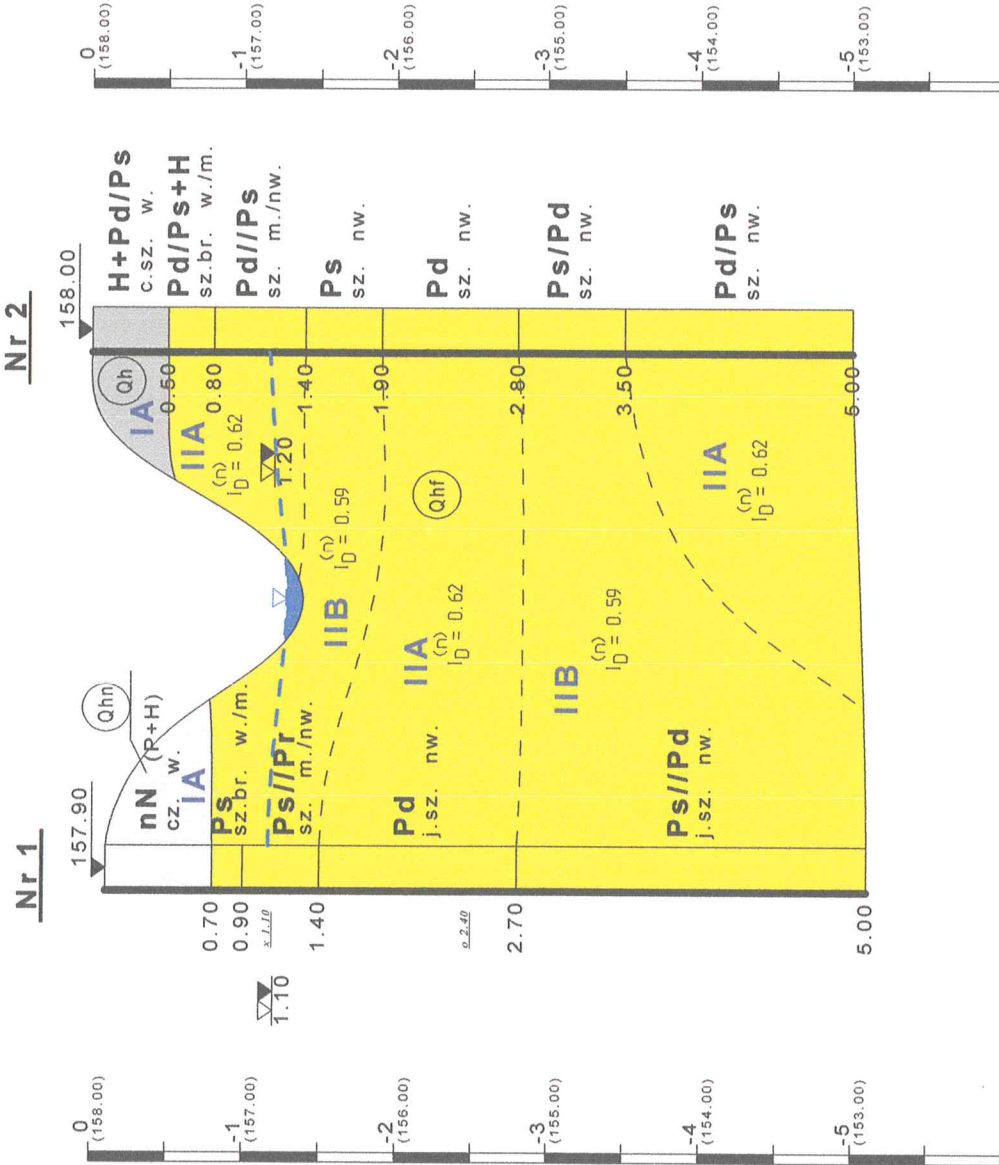 Nr 1
Nr 2
157.90
158.00
Qhn
(P+H)
nN
cz. w.
IA
Ps
sz.br. w./m.
Ps//Pr
sz. m./nw.
Pd
j.sz. nw.
Ps//Pd
j.sz. nw.
0.70
0.90
x 1.10
1.40
o 2.40
2.70
5.00
1.10
Qh
IA
IIA
I_D^(n) = 0.62
1.20
IIB
I_D^(n) = 0.59
Qhf
IIA
I_D^(n) = 0.62
IIB
I_D^(n) = 0.59
IIA
I_D^(n) = 0.62
0.50
0.80
1.40
1.90
2.80
3.50
5.00
H+Pd/Ps
c.sz. w.
Pd/Ps+H
sz.br. w./m.
Pd//Ps
sz. m./nw.
Ps
sz. nw.
Pd
sz. nw.
Ps/Pd
sz. nw.
Pd/Ps
sz. nw.
0
(158.00)
-1
(157.00)
-2
(156.00)
-3
(155.00)
-4
(154.00)
-5
(153.00)
0
(158.00)
-1
(157.00)
-2
(156.00)
-3
(155.00)
-4
(154.00)
-5
(153.00)